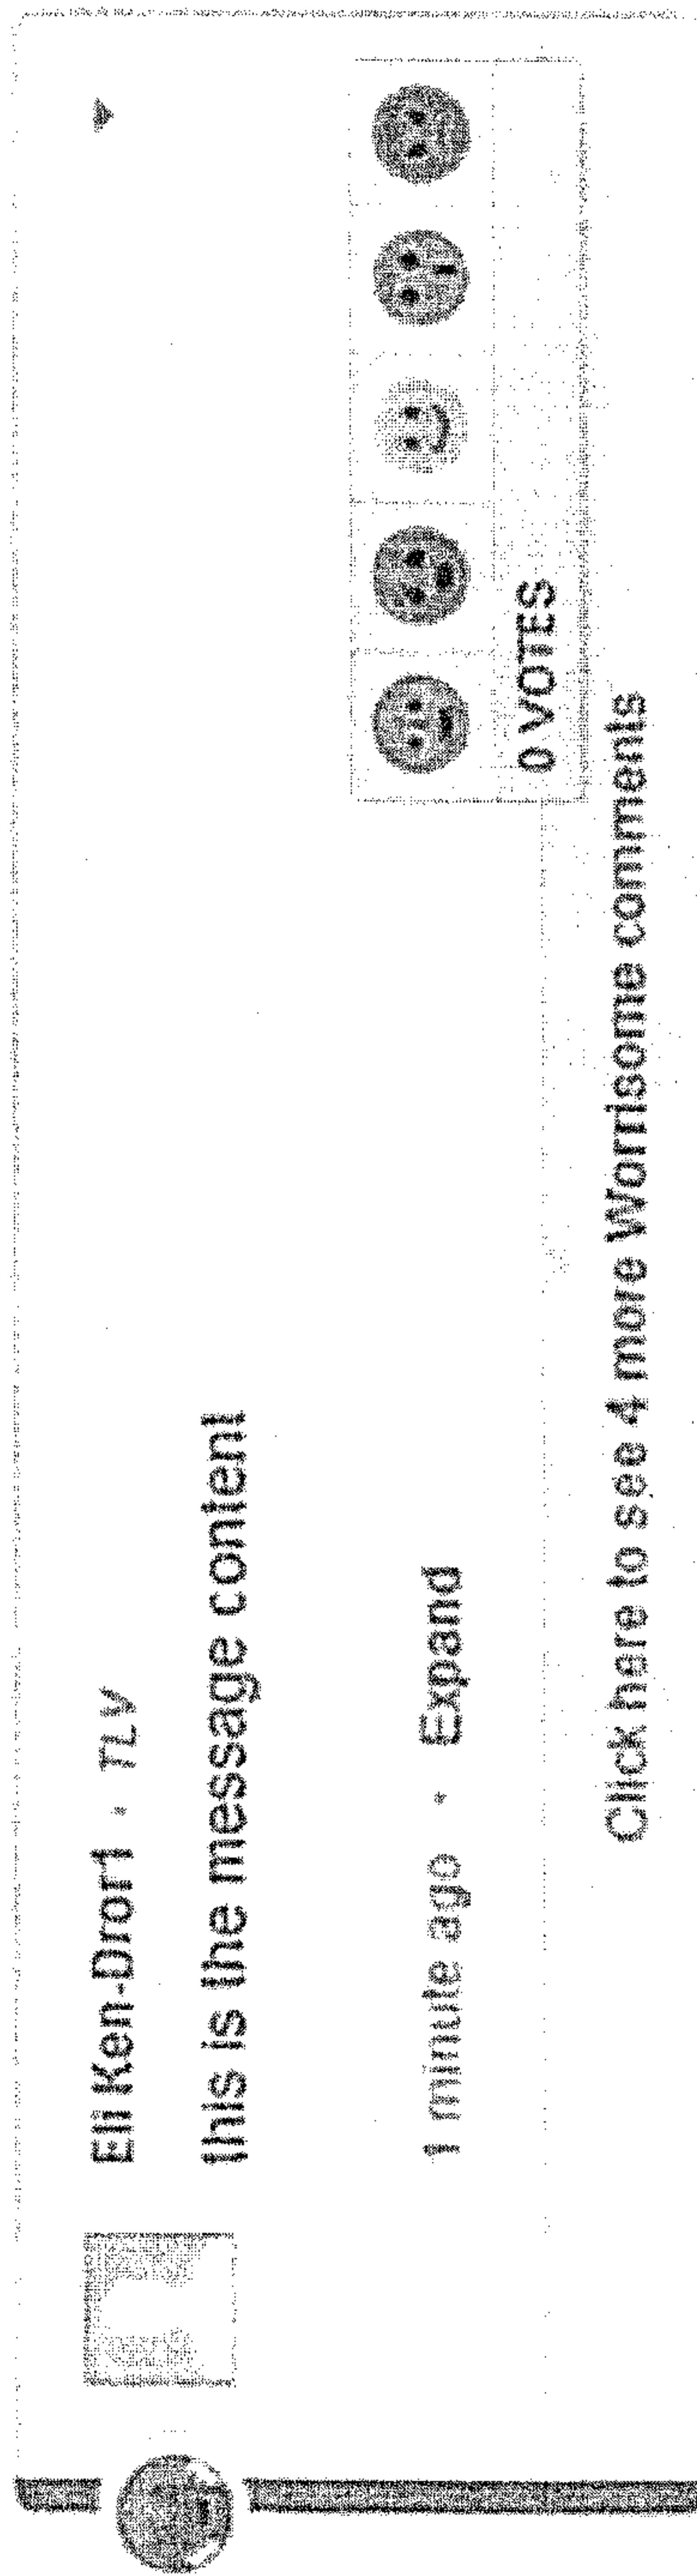 Eli Ken-Dror1 · TLV
this is the message content
1 minute ago · Expand
0 VOTES
Click here to see 4 more Worrisome comments